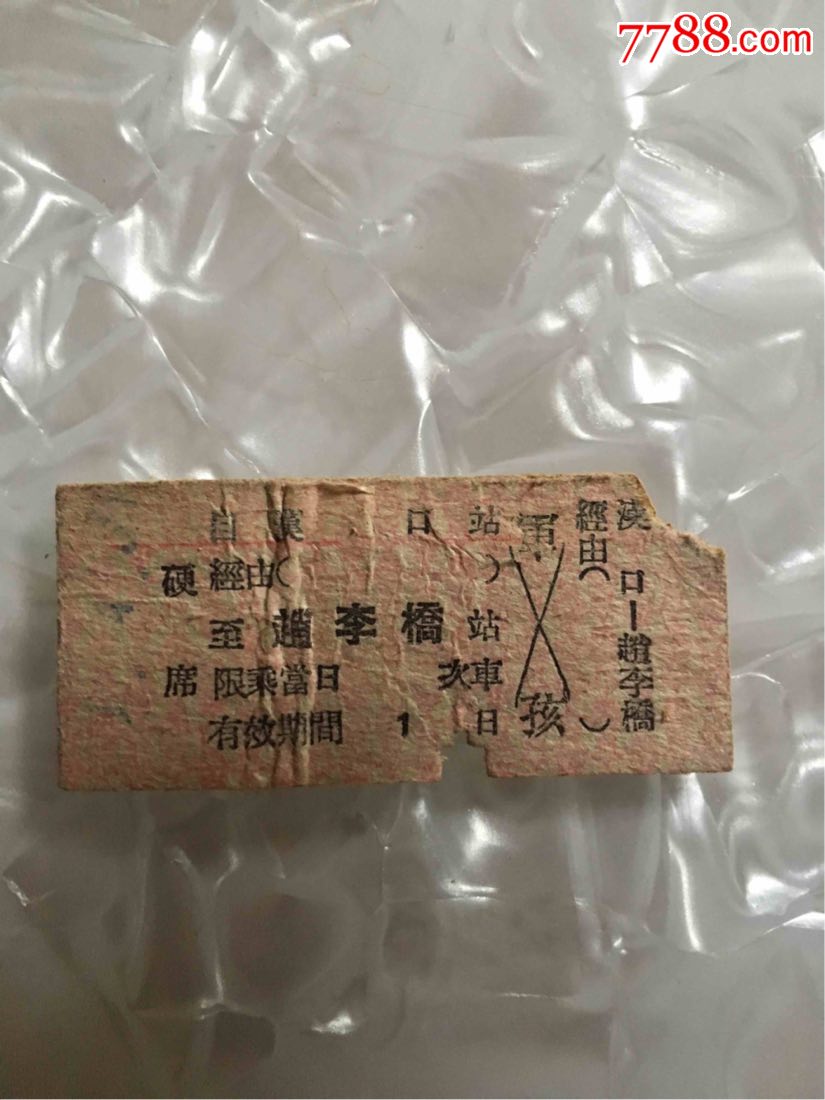 7788.com
自漢口站
硬 經由( )
至趙李橋站
席 限乘當日 次車
有效期間 1 日
軍
孩
經由( )
漢口—趙李橋